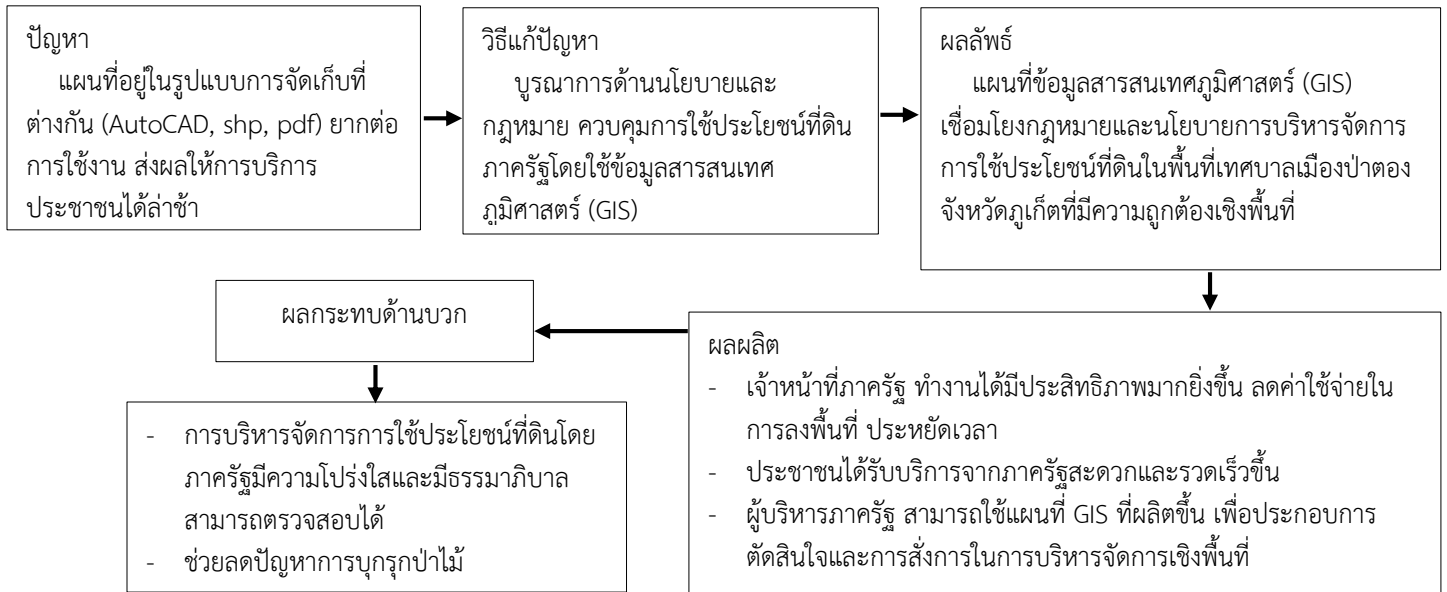 ปัญหา
แผนที่อยู่ในรูปแบบการจัดเก็บที่
ต่างกัน (AutoCAD, shp, pdf) ยากต่อ
การใช้งาน ส่งผลให้การบริการ
ประชาชนได้ล่าช้า
วิธีแก้ปัญหา
บูรณาการด้านนโยบายและ
กฎหมาย ควบคุมการใช้ประโยชน์ที่ดิน
ภาครัฐโดยใช้ข้อมูลสารสนเทศ
ภูมิศาสตร์ (GIS)
ผลลัพธ์
แผนที่ข้อมูลสารสนเทศภูมิศาสตร์ (GIS)
เชื่อมโยงกฎหมายและนโยบายการบริหารจัดการ
การใช้ประโยชน์ที่ดินในพื้นที่เทศบาลเมืองป่าตอง
จังหวัดภูเก็ตที่มีความถูกต้องเชิงพื้นที่
ผลผลิต
- เจ้าหน้าที่ภาครัฐ ทำงานได้มีประสิทธิภาพมากยิ่งขึ้น ลดค่าใช้จ่ายใน
การลงพื้นที่ ประหยัดเวลา
- ประชาชนได้รับบริการจากภาครัฐสะดวกและรวดเร็วขึ้น
- ผู้บริหารภาครัฐ สามารถใช้แผนที่ GIS ที่ผลิตขึ้น เพื่อประกอบการ
ตัดสินใจและการสั่งการในการบริหารจัดการเชิงพื้นที่
ผลกระทบด้านบวก
- การบริหารจัดการการใช้ประโยชน์ที่ดินโดย
ภาครัฐมีความโปร่งใสและมีธรรมาภิบาล
สามารถตรวจสอบได้
- ช่วยลดปัญหาการบุกรุกป่าไม้